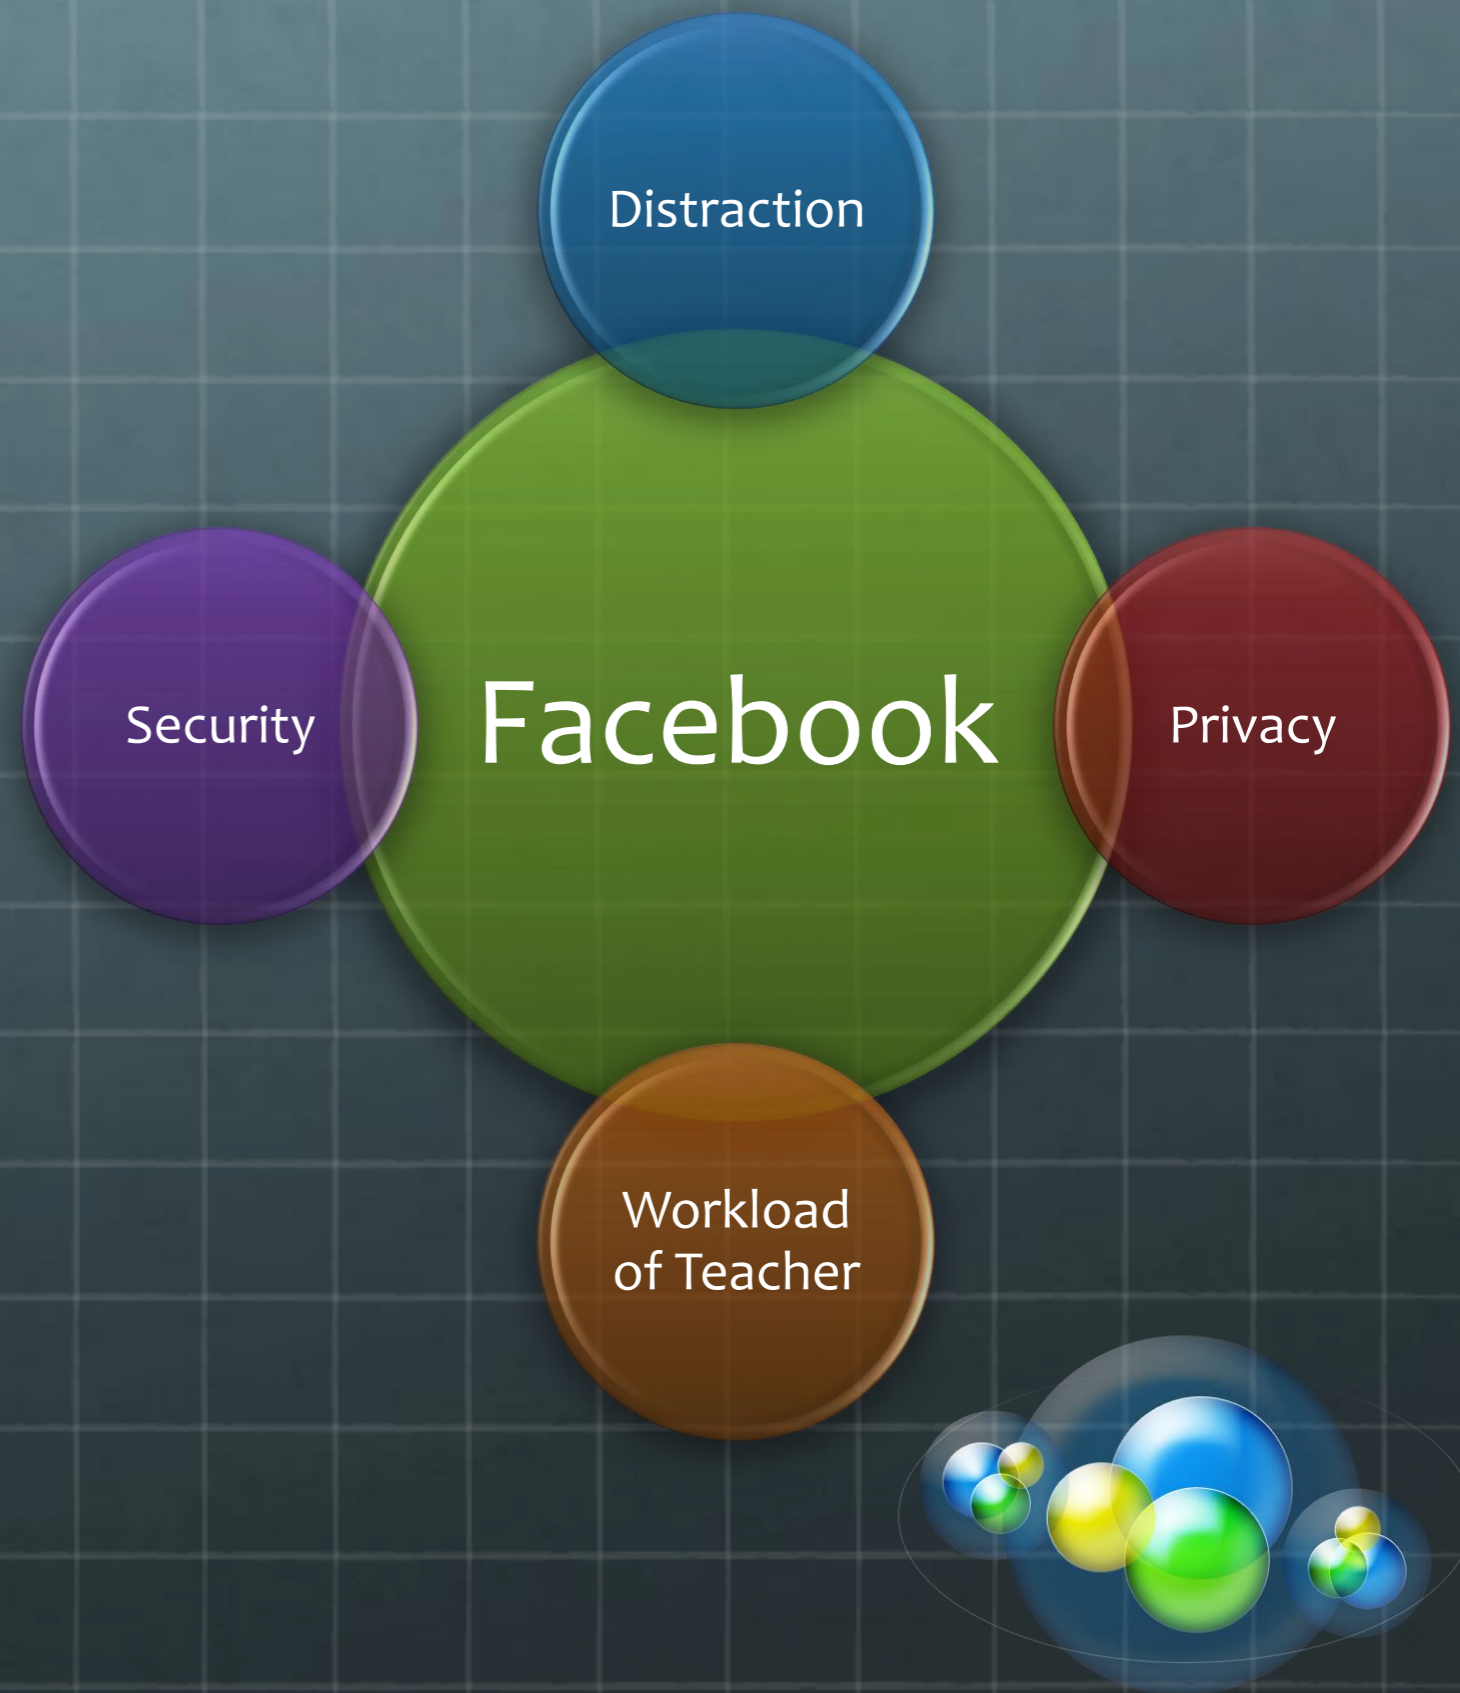 Distraction
Security
Facebook
Privacy
Workload
of Teacher